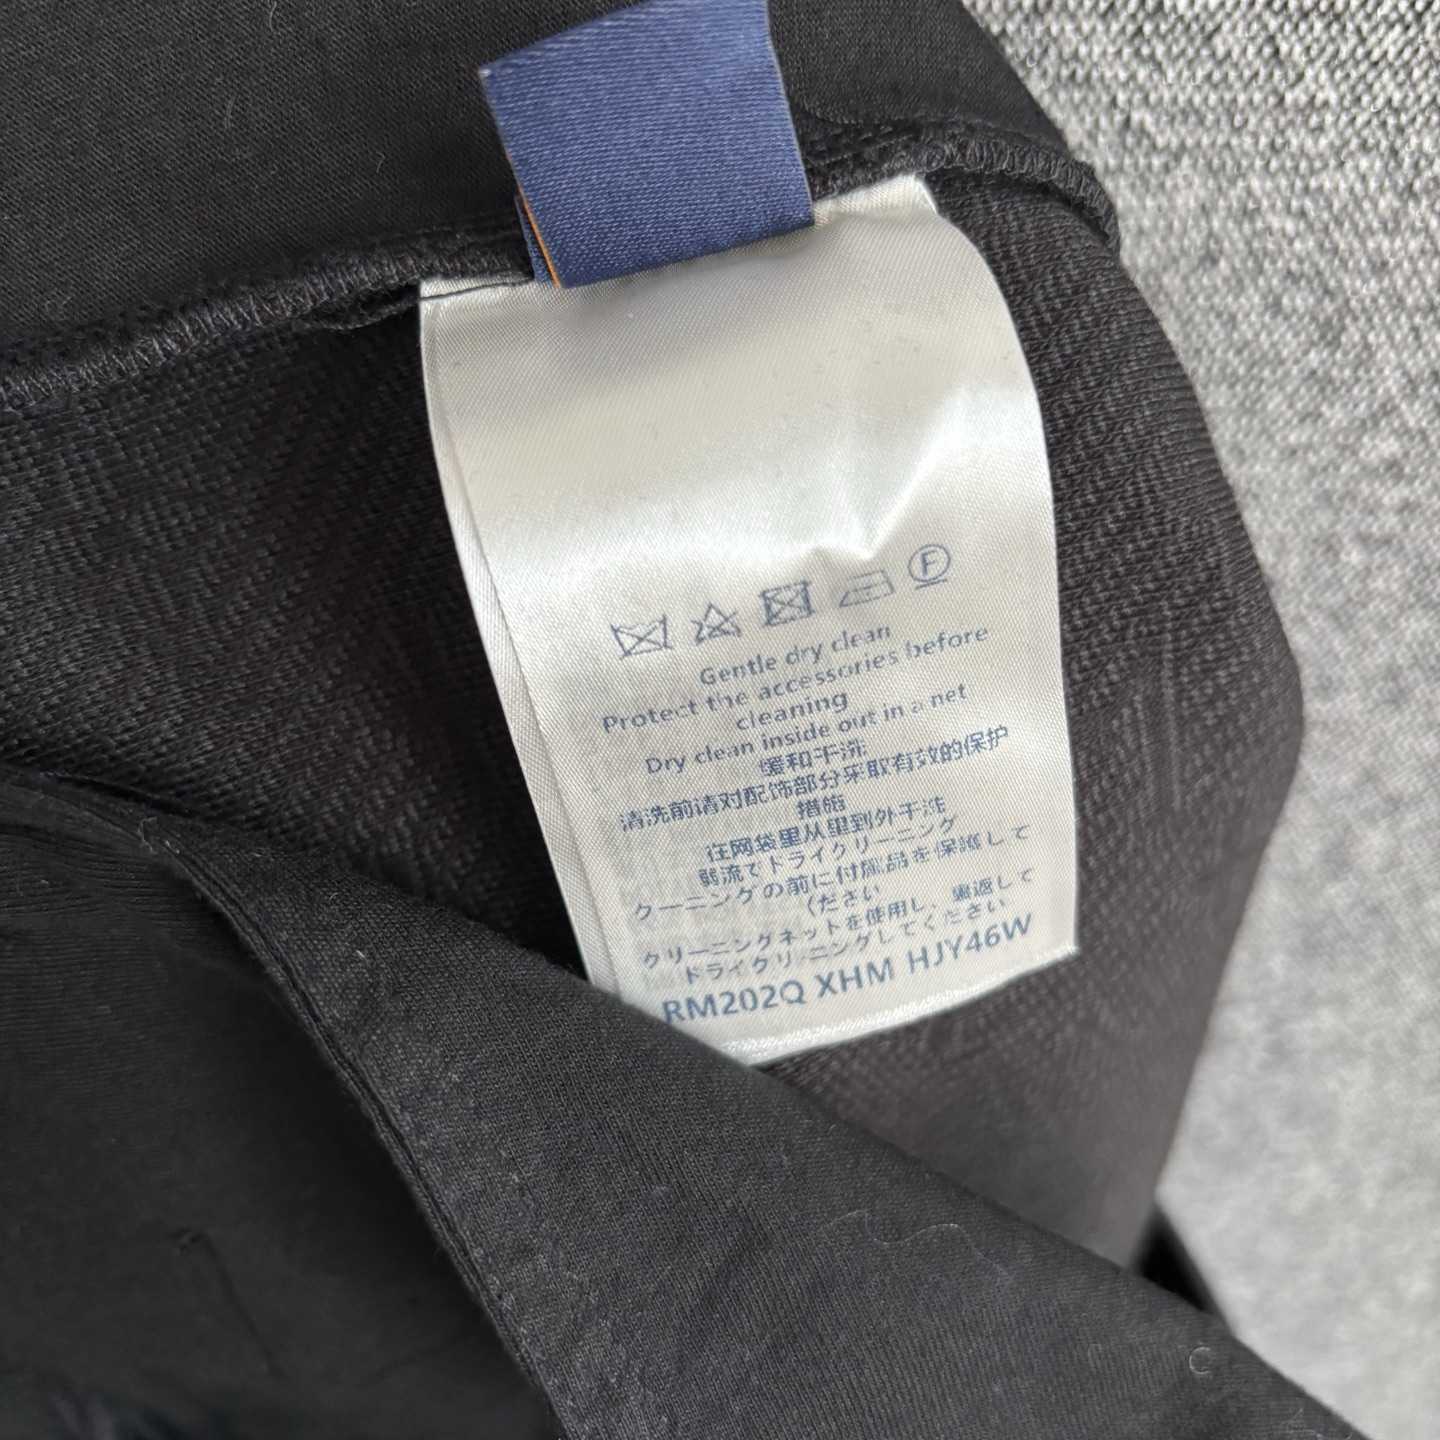 F
Gentle dry clean
Protect the accessories before
cleaning
Dry clean inside out in a net
缓和干洗
清洗前请对配饰部分采取有效的保护
措施
在网袋里从里到外干洗
弱流でドライクリーニング
クーニングの前に付属品を保護して
ください
クリーニングネットを使用し、裏返して
ドライクリーニングしてください
RM202Q XHM HJY46W